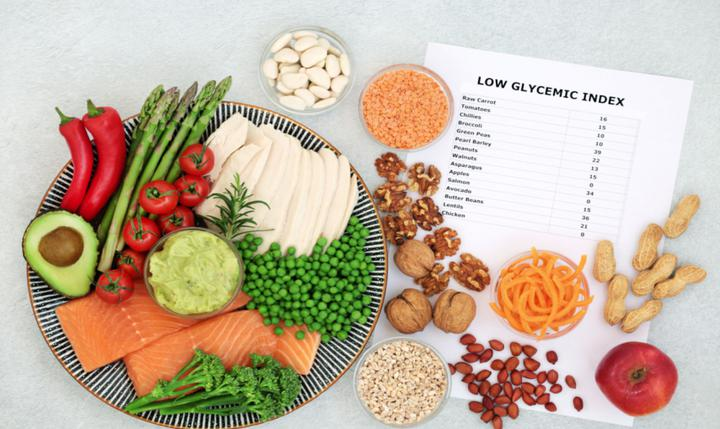 LOW GLYCEMIC INDEX
Raw Carrot 16
Tomatoes 15
Chillies 10
Broccoli 10
Green Peas 39
Pearl Barley 22
Peanuts 13
Walnuts 15
Asparagus 0
Apples 34
Salmon 0
Avocado 15
Butter Beans 36
Lentils 21
Chicken 0